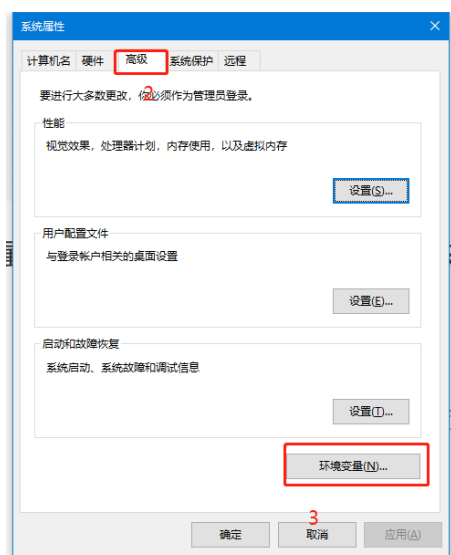 系统属性
计算机名 硬件 高级 系统保护 远程
2
要进行大多数更改，你必须作为管理员登录。
性能
视觉效果，处理器计划，内存使用，以及虚拟内存
设置(S)...
用户配置文件
与登录帐户相关的桌面设置
设置(E)...
启动和故障恢复
系统启动、系统故障和调试信息
设置(T)...
环境变量(N)...
3
确定 取消 应用(A)